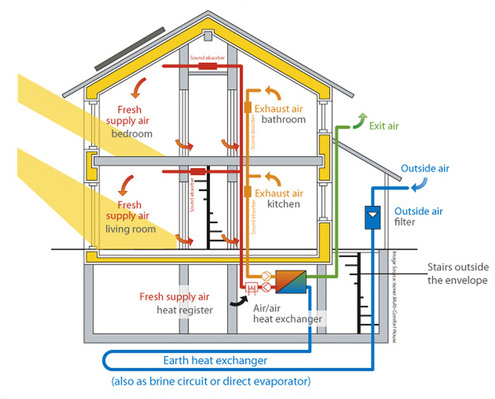 Sound absorber
Fresh
supply air
bedroom
Exhaust air
bathroom
Sound absorber
Exit air
Outside air
Sound absorber
Fresh
supply air
living room
Exhaust air
kitchen
Sound absorber
Outside air
filter
Stairs outside
the envelope
Fresh supply air
heat register
Air/air
heat exchanger
Image Source: Isover Multi-Comfort House
Earth heat exchanger
(also as brine circuit or direct evaporator)